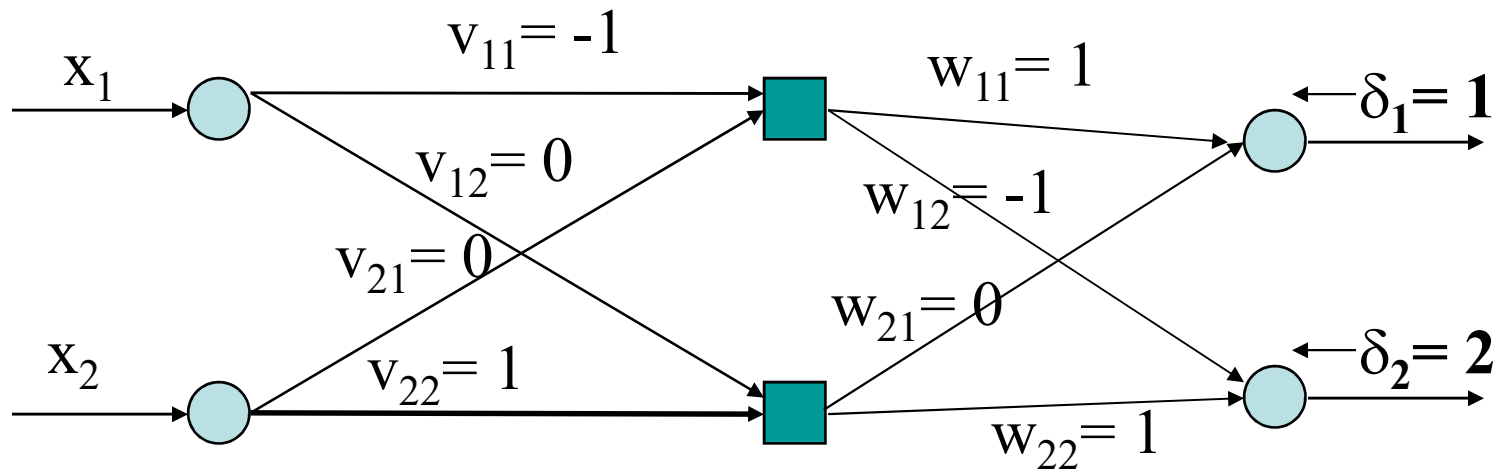 x₁
v₁₁= -1
w₁₁= 1
δ₁= 1
v₁₂= 0
w₁₂= -1
v₂₁= 0
w₂₁= 0
x₂
v₂₂= 1
δ₂= 2
w₂₂= 1